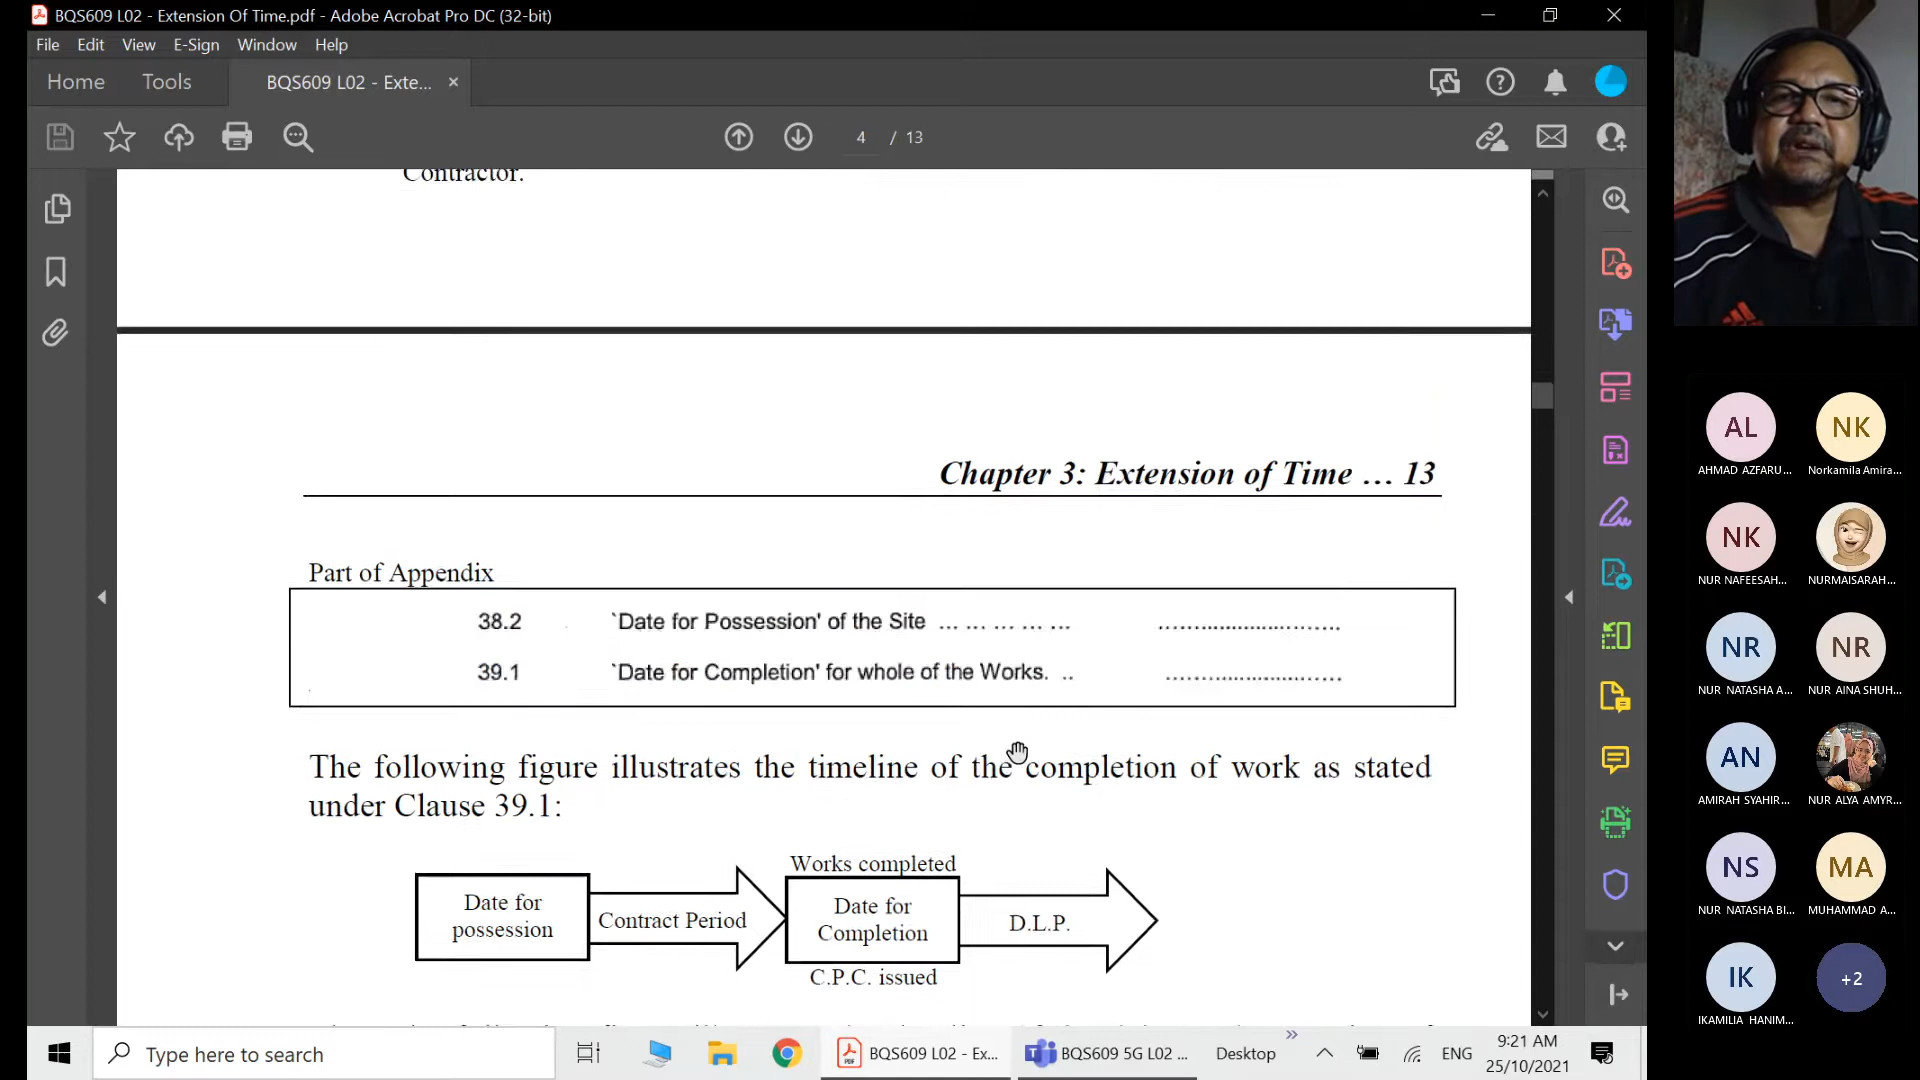 BQS609 L02 - Extension Of Time.pdf - Adobe Acrobat Pro DC (32-bit)
File Edit View E-Sign Window Help
Home Tools BQS609 L02 - Exte... ×
4 / 13
Contractor.
Chapter 3: Extension of Time … 13
Part of Appendix
38.2 `Date for Possession' of the Site ... ... ... ... ... ................................
39.1 `Date for Completion' for whole of the Works. .. ...............................
The following figure illustrates the timeline of the completion of work as stated
under Clause 39.1:
Works completed
Date for
possession
Contract Period
Date for
Completion
D.L.P.
C.P.C. issued
AL
NK
AHMAD AZFARU...
Norkamila Amira...
NK
NUR NAFEESAH...
NURMAISARAH...
NR
NR
NUR NATASHA A...
NUR AINA SHUH...
AN
AMIRAH SYAHIR...
NUR ALYA AMYR...
NS
MA
NUR NATASHA BI...
MUHAMMAD A...
IK
+2
IKAMILIA HANIM...
Type here to search
BQS609 L02 - Ex...
BQS609 5G L02 ...
Desktop
ENG
9:21 AM
25/10/2021